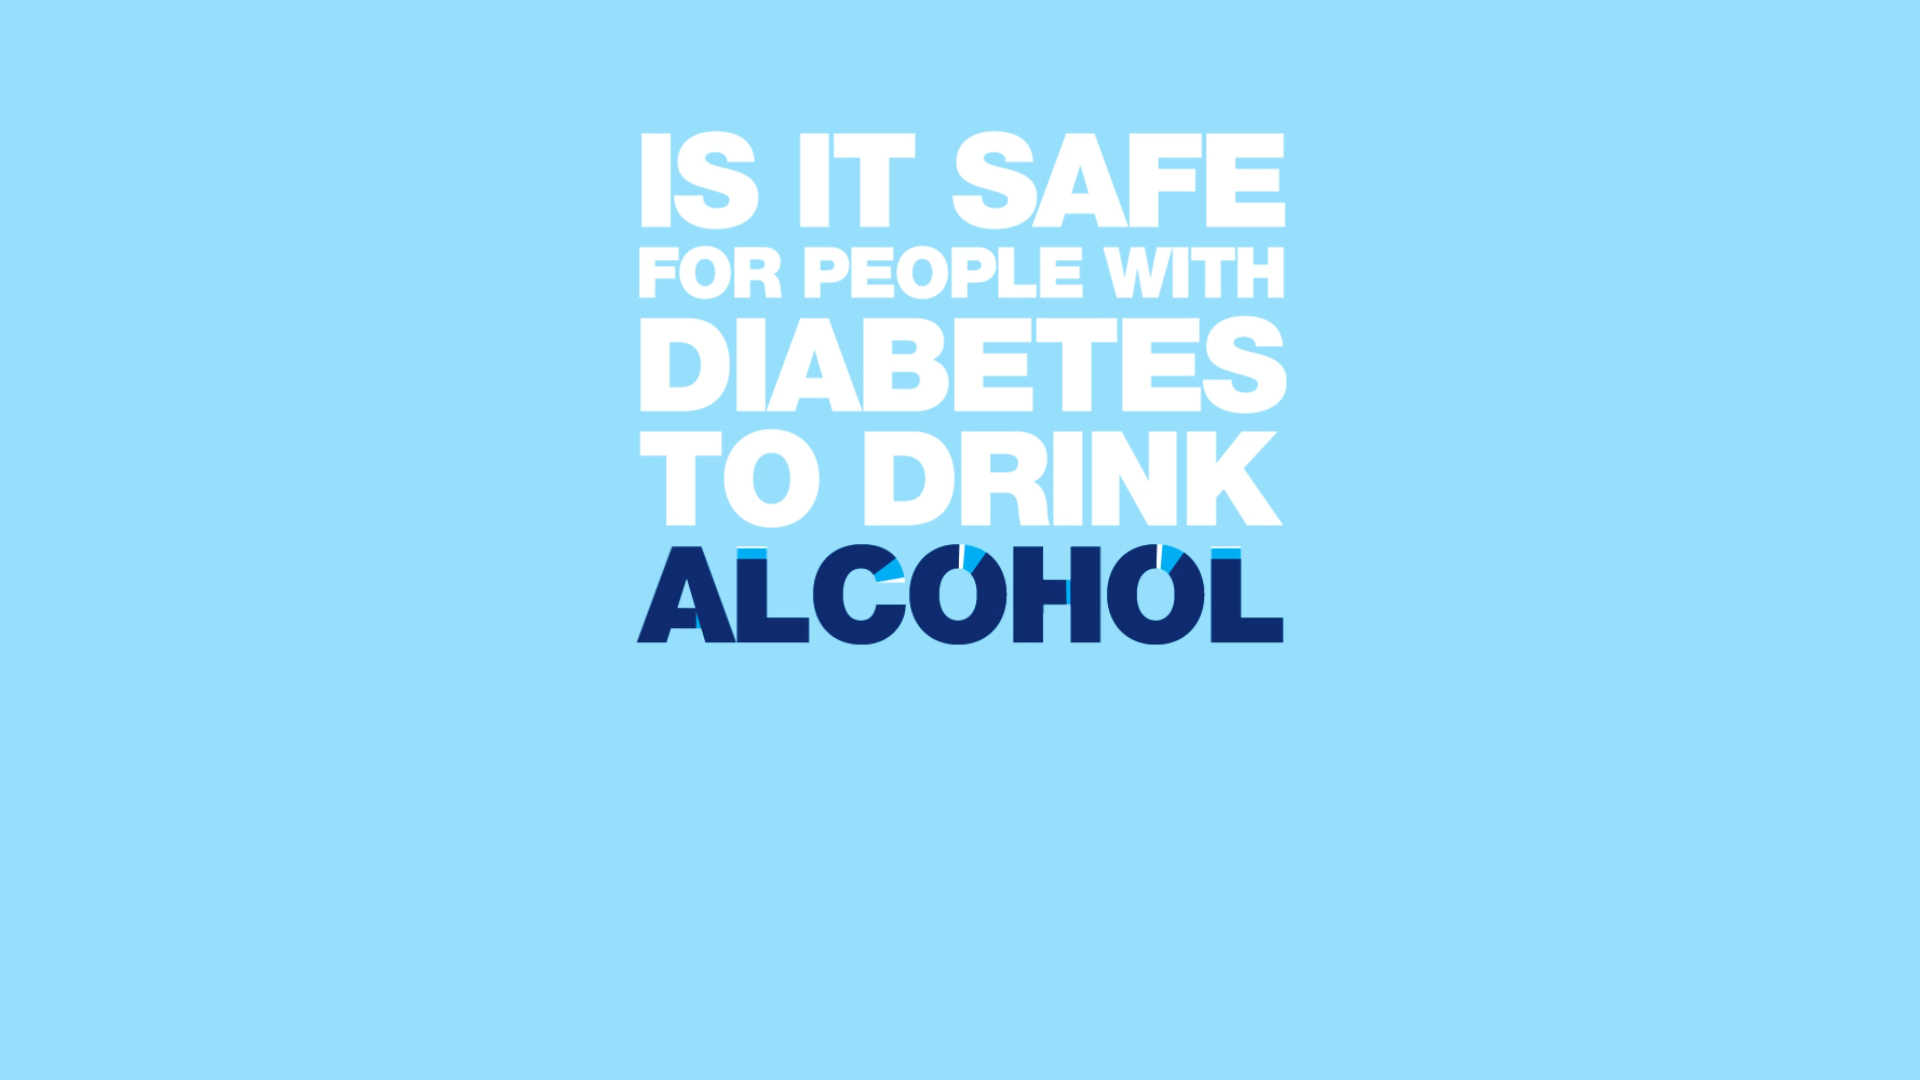 IS IT SAFE
FOR PEOPLE WITH
DIABETES
TO DRINK
ALCOHOL